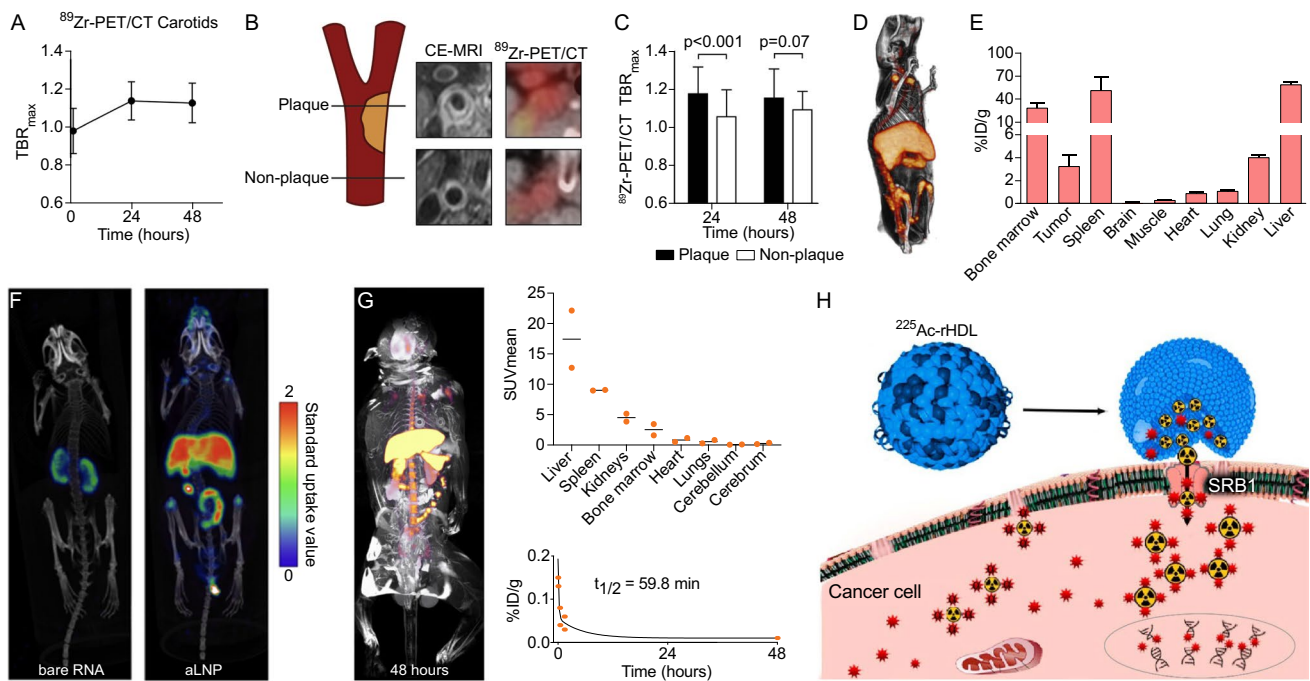 A
⁸⁹Zr-PET/CT Carotids
TBRmax
1.4
1.2
1.0
0.8
0.6
0
24
48
Time (hours)
B
CE-MRI
⁸⁹Zr-PET/CT
Plaque
Non-plaque
C
⁸⁹Zr-PET/CT TBRmax
p<0.001
p=0.07
1.4
1.2
1.0
0.8
0.6
24
48
Time (hours)
Plaque
Non-plaque
D
E
%ID/g
100
70
40
10
6
4
2
0
Bone marrow
Tumor
Spleen
Brain
Muscle
Heart
Lung
Kidney
Liver
F
bare RNA
aLNP
2
Standard uptake value
0
G
48 hours
SUVmean
25
20
15
10
5
0
Liver
Spleen
Kidneys
Bone marrow
Heart
Lungs
Cerebellum
Cerebrum
%ID/g
0.2
0.1
0.0
t1/2 = 59.8 min
0
24
48
Time (hours)
H
²²⁵Ac-rHDL
SRB1
Cancer cell